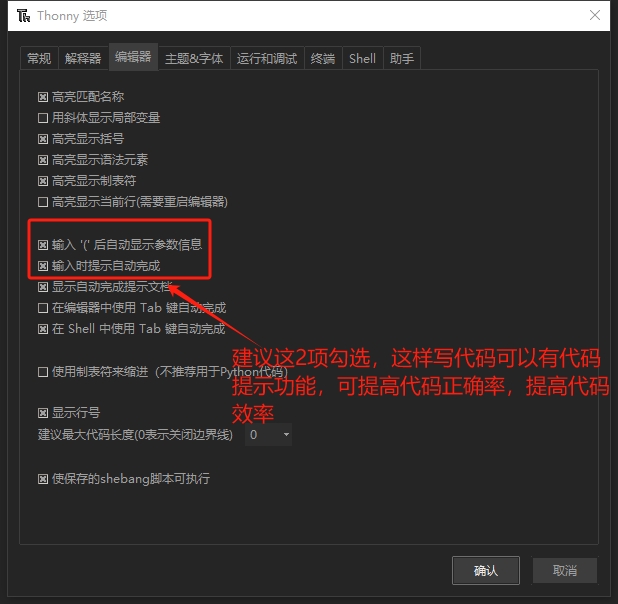 Thonny 选项
常规 解释器 编辑器 主题&字体 运行和调试 终端 Shell 助手
高亮匹配名称
用斜体显示局部变量
高亮显示括号
高亮显示语法元素
高亮显示制表符
高亮显示当前行(需要重启编辑器)
输入 '(' 后自动显示参数信息
输入时提示自动完成
显示自动完成提示文档
在编辑器中使用 Tab 键自动完成
在 Shell 中使用 Tab 键自动完成
建议这2项勾选，这样写代码可以有代码
提示功能，可提高代码正确率，提高代码
效率
使用制表符来缩进（不推荐用于Python代码）
显示行号
建议最大代码长度(0表示关闭边界线) 0
使保存的shebang脚本可执行
确认 取消